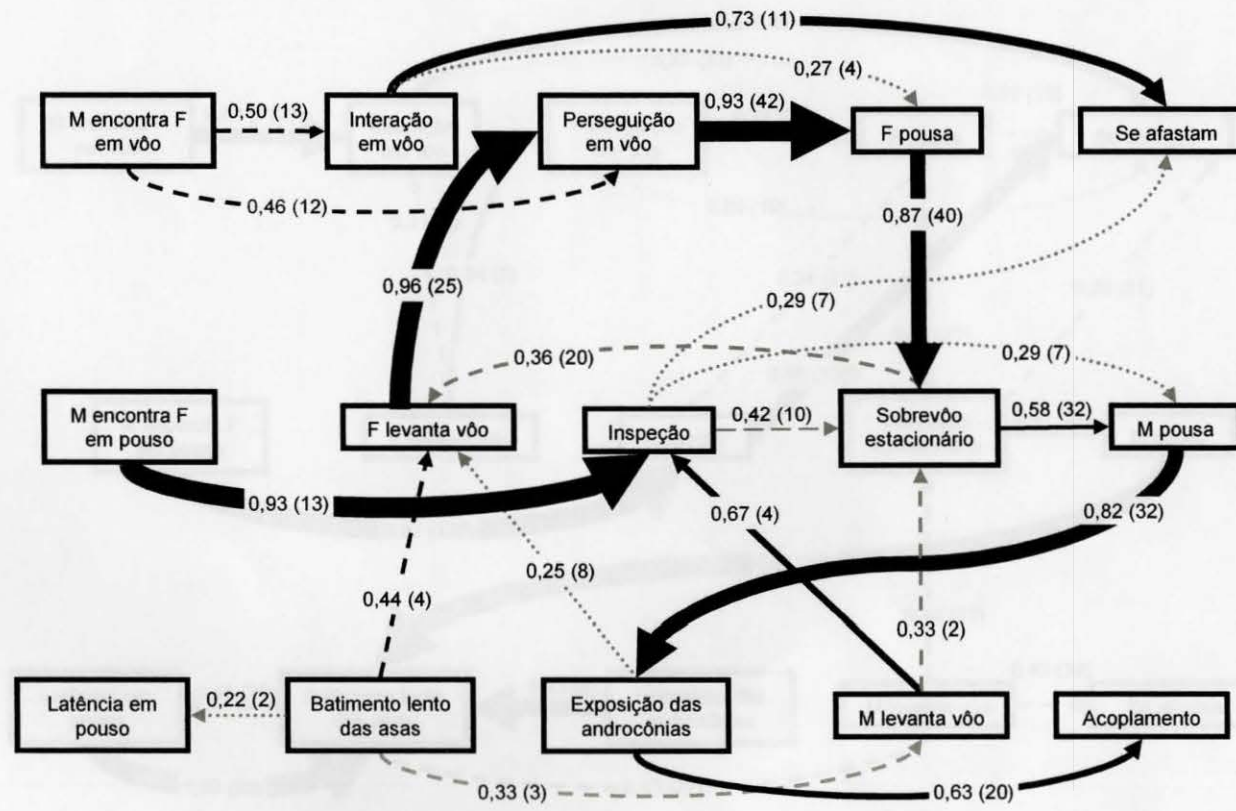 0,73 (11)
0,27 (4)
M encontra F
em vôo
0,50 (13)
Interação
em vôo
Perseguição
em vôo
0,93 (42)
F pousa
Se afastam
0,46 (12)
0,87 (40)
0,96 (25)
0,29 (7)
0,36 (20)
0,29 (7)
M encontra F
em pouso
F levanta vôo
Inspeção
0,42 (10)
Sobrevôo
estacionário
0,58 (32)
M pousa
0,93 (13)
0,67 (4)
0,82 (32)
0,25 (8)
0,44 (4)
0,33 (2)
Latência em
pouso
0,22 (2)
Batimento lento
das asas
Exposição das
androcônias
M levanta vôo
Acoplamento
0,33 (3)
0,63 (20)